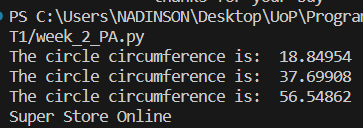 PS C:\Users\NADINSON\Desktop\UoP\Program
T1/week_2_PA.py
The circle circumference is:  18.84954
The circle circumference is:  37.69908
The circle circumference is:  56.54862
Super Store Online